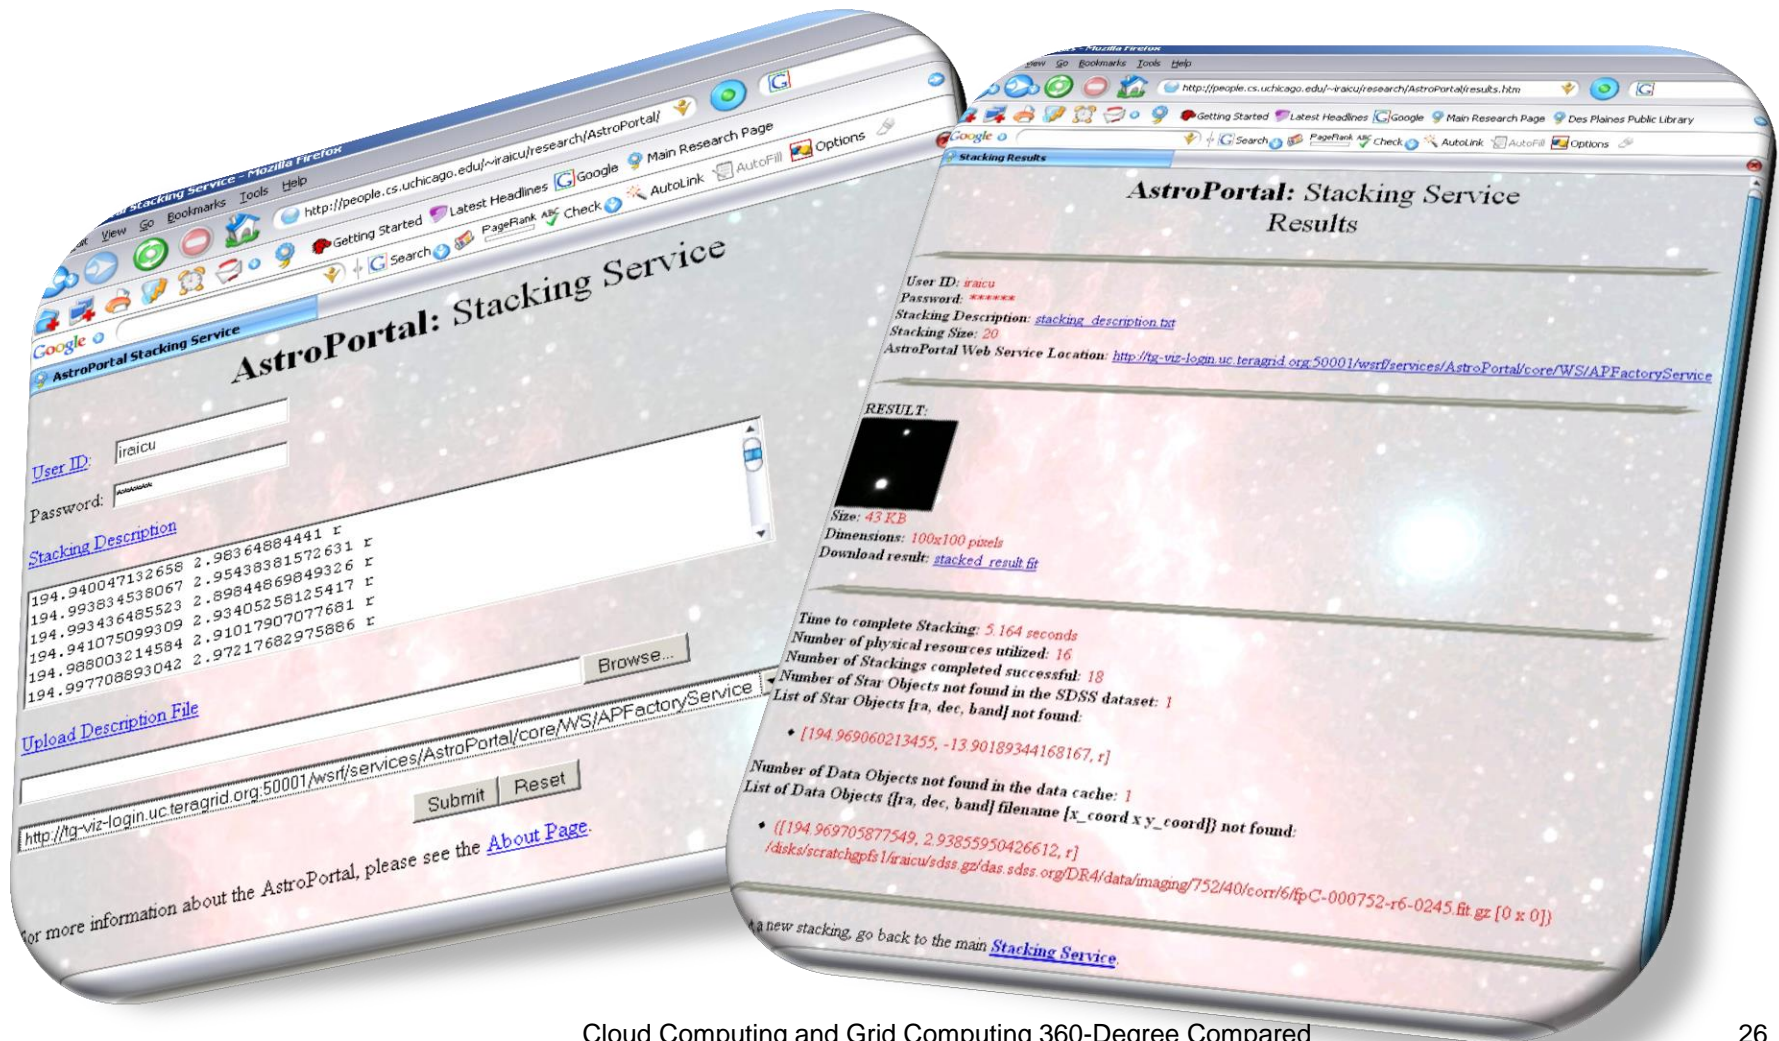 Stacking Service - Mozilla Firefox
View Go Bookmarks Tools Help
http://people.cs.uchicago.edu/~iraicu/research/AstroPortal/
Getting Started Latest Headlines Google Main Research Page
Google Search PageRank ABC Check AutoLink AutoFill Options
AstroPortal Stacking Service
AstroPortal: Stacking Service
User ID: iraicu
Password: ******
Stacking Description
194.940047132658 2.98364884441 r
194.993834538067 2.95438381572631 r
194.993436485523 2.89844869849326 r
194.941075099309 2.93405258125417 r
194.988003214584 2.91017907077681 r
194.997708893042 2.97217682975886 r
Upload Description File
Browse...
http://tg-viz-login.uc.teragrid.org:50001/wsrf/services/AstroPortal/core/WS/APFactoryService
Submit Reset
or more information about the AstroPortal, please see the About Page.
- Mozilla Firefox
View Go Bookmarks Tools Help
http://people.cs.uchicago.edu/~iraicu/research/AstroPortal/results.htm
Getting Started Latest Headlines Google Main Research Page Des Plaines Public Library
Google Search PageRank ABC Check AutoLink AutoFill Options
Stacking Results
AstroPortal: Stacking Service
Results
User ID: iraicu
Password: ******
Stacking Description: stacking_description.txt
Stacking Size: 20
AstroPortal Web Service Location: http://tg-viz-login.uc.teragrid.org:50001/wsrf/services/AstroPortal/core/WS/APFactoryService
RESULT:
Size: 43 KB
Dimensions: 100x100 pixels
Download result: stacked_result.fit
Time to complete Stacking: 5.164 seconds
Number of physical resources utilized: 16
Number of Stackings completed successful: 18
Number of Star Objects not found in the SDSS dataset: 1
List of Star Objects [ra, dec, band] not found:
• [194.969060213455, -13.90189344168167, r]
Number of Data Objects not found in the data cache: 1
List of Data Objects {[ra, dec, band] filename [x_coord x y_coord]} not found:
• {[194.969705877549, 2.93855950426612, r]
/disks/scratchgpfs1/iraicu/sdss.gz/das.sdss.org/DR4/data/imaging/752/40/corr/6/fpC-000752-r6-0245.fit.gz [0 x 0]}
a new stacking, go back to the main Stacking Service.
Cloud Computing and Grid Computing 360-Degree Compared
26